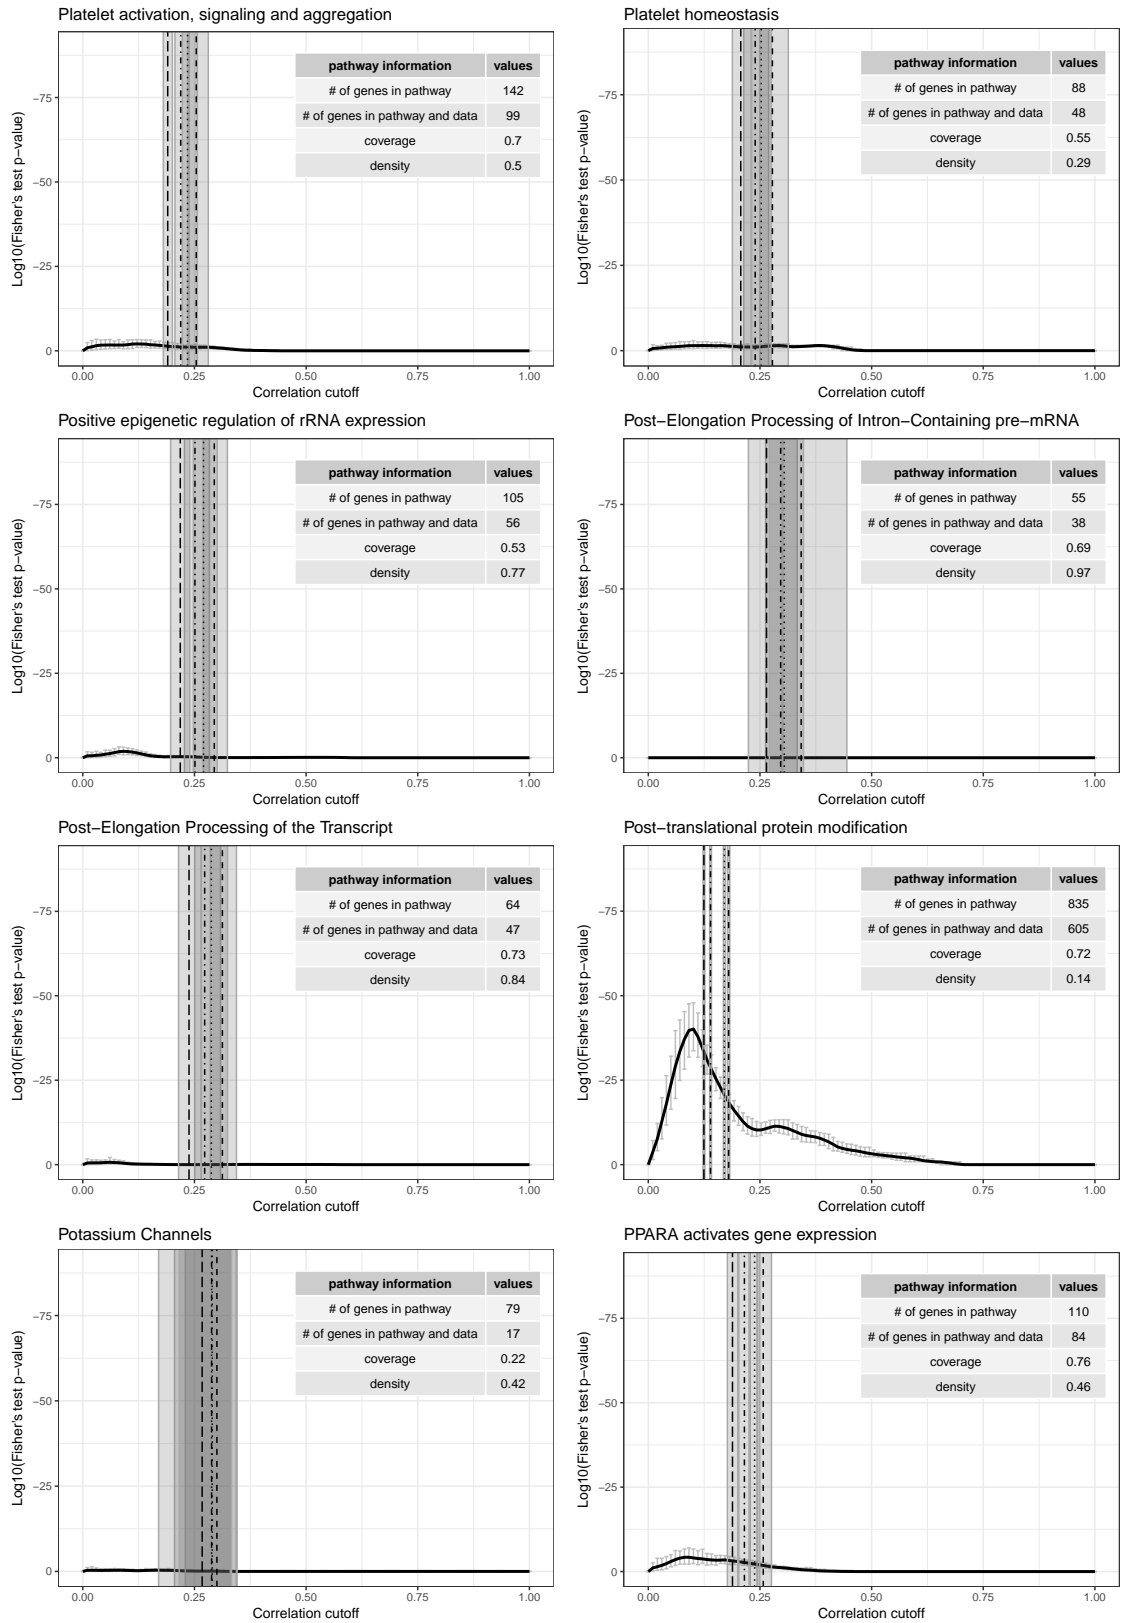 Platelet activation, signaling and aggregation
Log10(Fisher's test p−value)
−75
−50
−25
0
pathway information values
# of genes in pathway 142
# of genes in pathway and data 99
coverage 0.7
density 0.5
0.00 0.25 0.50 0.75 1.00
Correlation cutoff
Platelet homeostasis
Log10(Fisher's test p−value)
−75
−50
−25
0
pathway information values
# of genes in pathway 88
# of genes in pathway and data 48
coverage 0.55
density 0.29
0.00 0.25 0.50 0.75 1.00
Correlation cutoff
Positive epigenetic regulation of rRNA expression
Log10(Fisher's test p−value)
−75
−50
−25
0
pathway information values
# of genes in pathway 105
# of genes in pathway and data 56
coverage 0.53
density 0.77
0.00 0.25 0.50 0.75 1.00
Correlation cutoff
Post−Elongation Processing of Intron−Containing pre−mRNA
Log10(Fisher's test p−value)
−75
−50
−25
0
pathway information values
# of genes in pathway 55
# of genes in pathway and data 38
coverage 0.69
density 0.97
0.00 0.25 0.50 0.75 1.00
Correlation cutoff
Post−Elongation Processing of the Transcript
Log10(Fisher's test p−value)
−75
−50
−25
0
pathway information values
# of genes in pathway 64
# of genes in pathway and data 47
coverage 0.73
density 0.84
0.00 0.25 0.50 0.75 1.00
Correlation cutoff
Post−translational protein modification
Log10(Fisher's test p−value)
−75
−50
−25
0
pathway information values
# of genes in pathway 835
# of genes in pathway and data 605
coverage 0.72
density 0.14
0.00 0.25 0.50 0.75 1.00
Correlation cutoff
Potassium Channels
Log10(Fisher's test p−value)
−75
−50
−25
0
pathway information values
# of genes in pathway 79
# of genes in pathway and data 17
coverage 0.22
density 0.42
0.00 0.25 0.50 0.75 1.00
Correlation cutoff
PPARA activates gene expression
Log10(Fisher's test p−value)
−75
−50
−25
0
pathway information values
# of genes in pathway 110
# of genes in pathway and data 84
coverage 0.76
density 0.46
0.00 0.25 0.50 0.75 1.00
Correlation cutoff